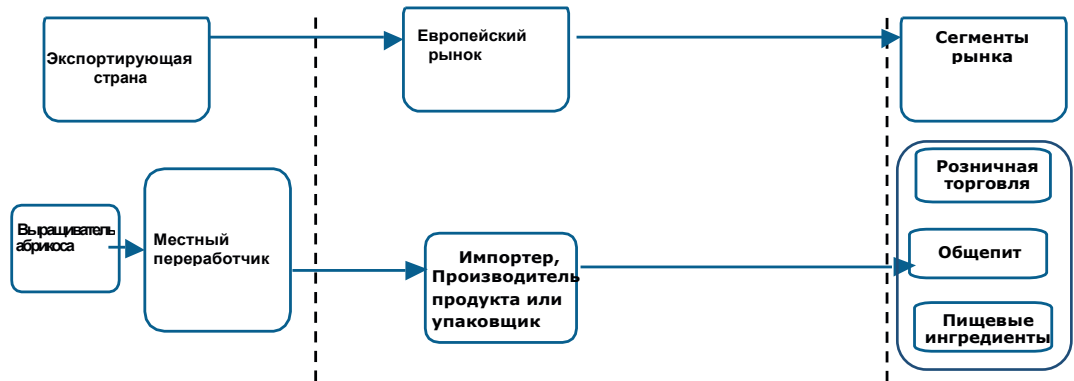 Экспортирующая
страна
Европейский
рынок
Сегменты
рынка
Выращиватель
абрикоса
Местный
переработчик
Импортер,
Производитель
продукта или
упаковщик
Розничная
торговля
Общепит
Пищевые
ингредиенты